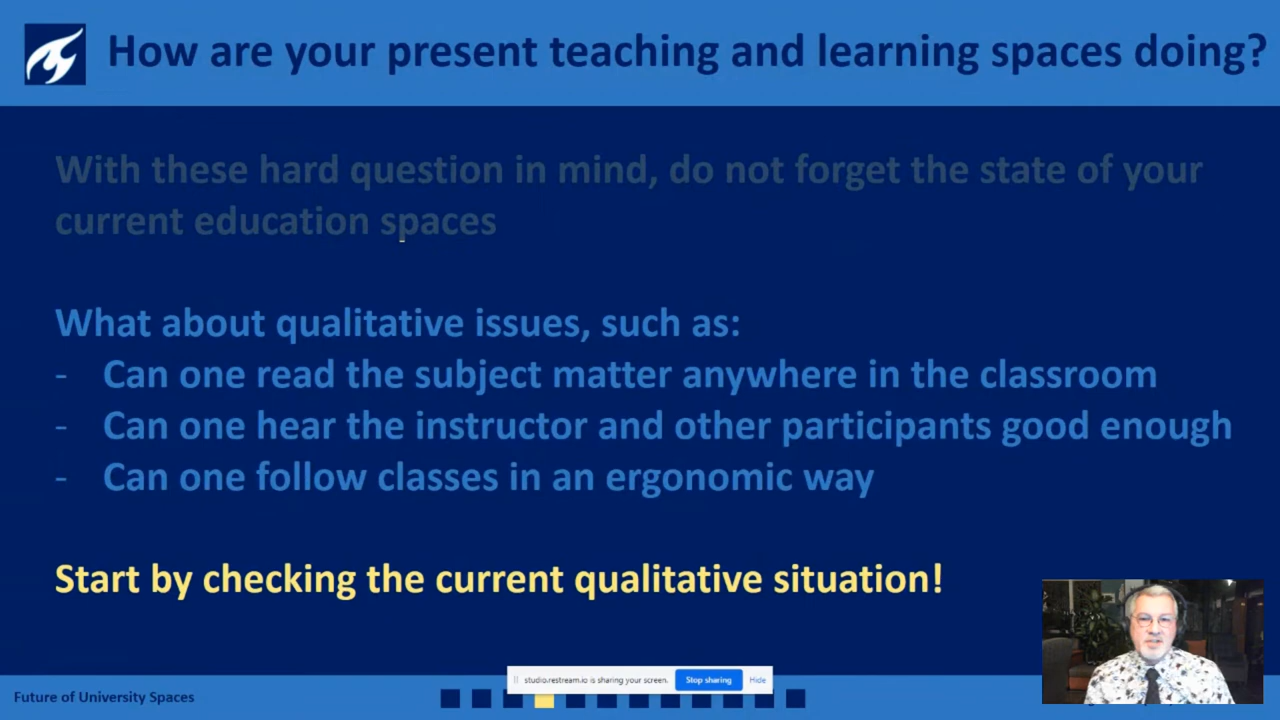 How are your present teaching and learning spaces doing?
With these hard question in mind, do not forget the state of your
current education spaces
What about qualitative issues, such as:
- Can one read the subject matter anywhere in the classroom
- Can one hear the instructor and other participants good enough
- Can one follow classes in an ergonomic way
Start by checking the current qualitative situation!
studio.restream.io is sharing your screen. Stop sharing Hide
Future of University Spaces